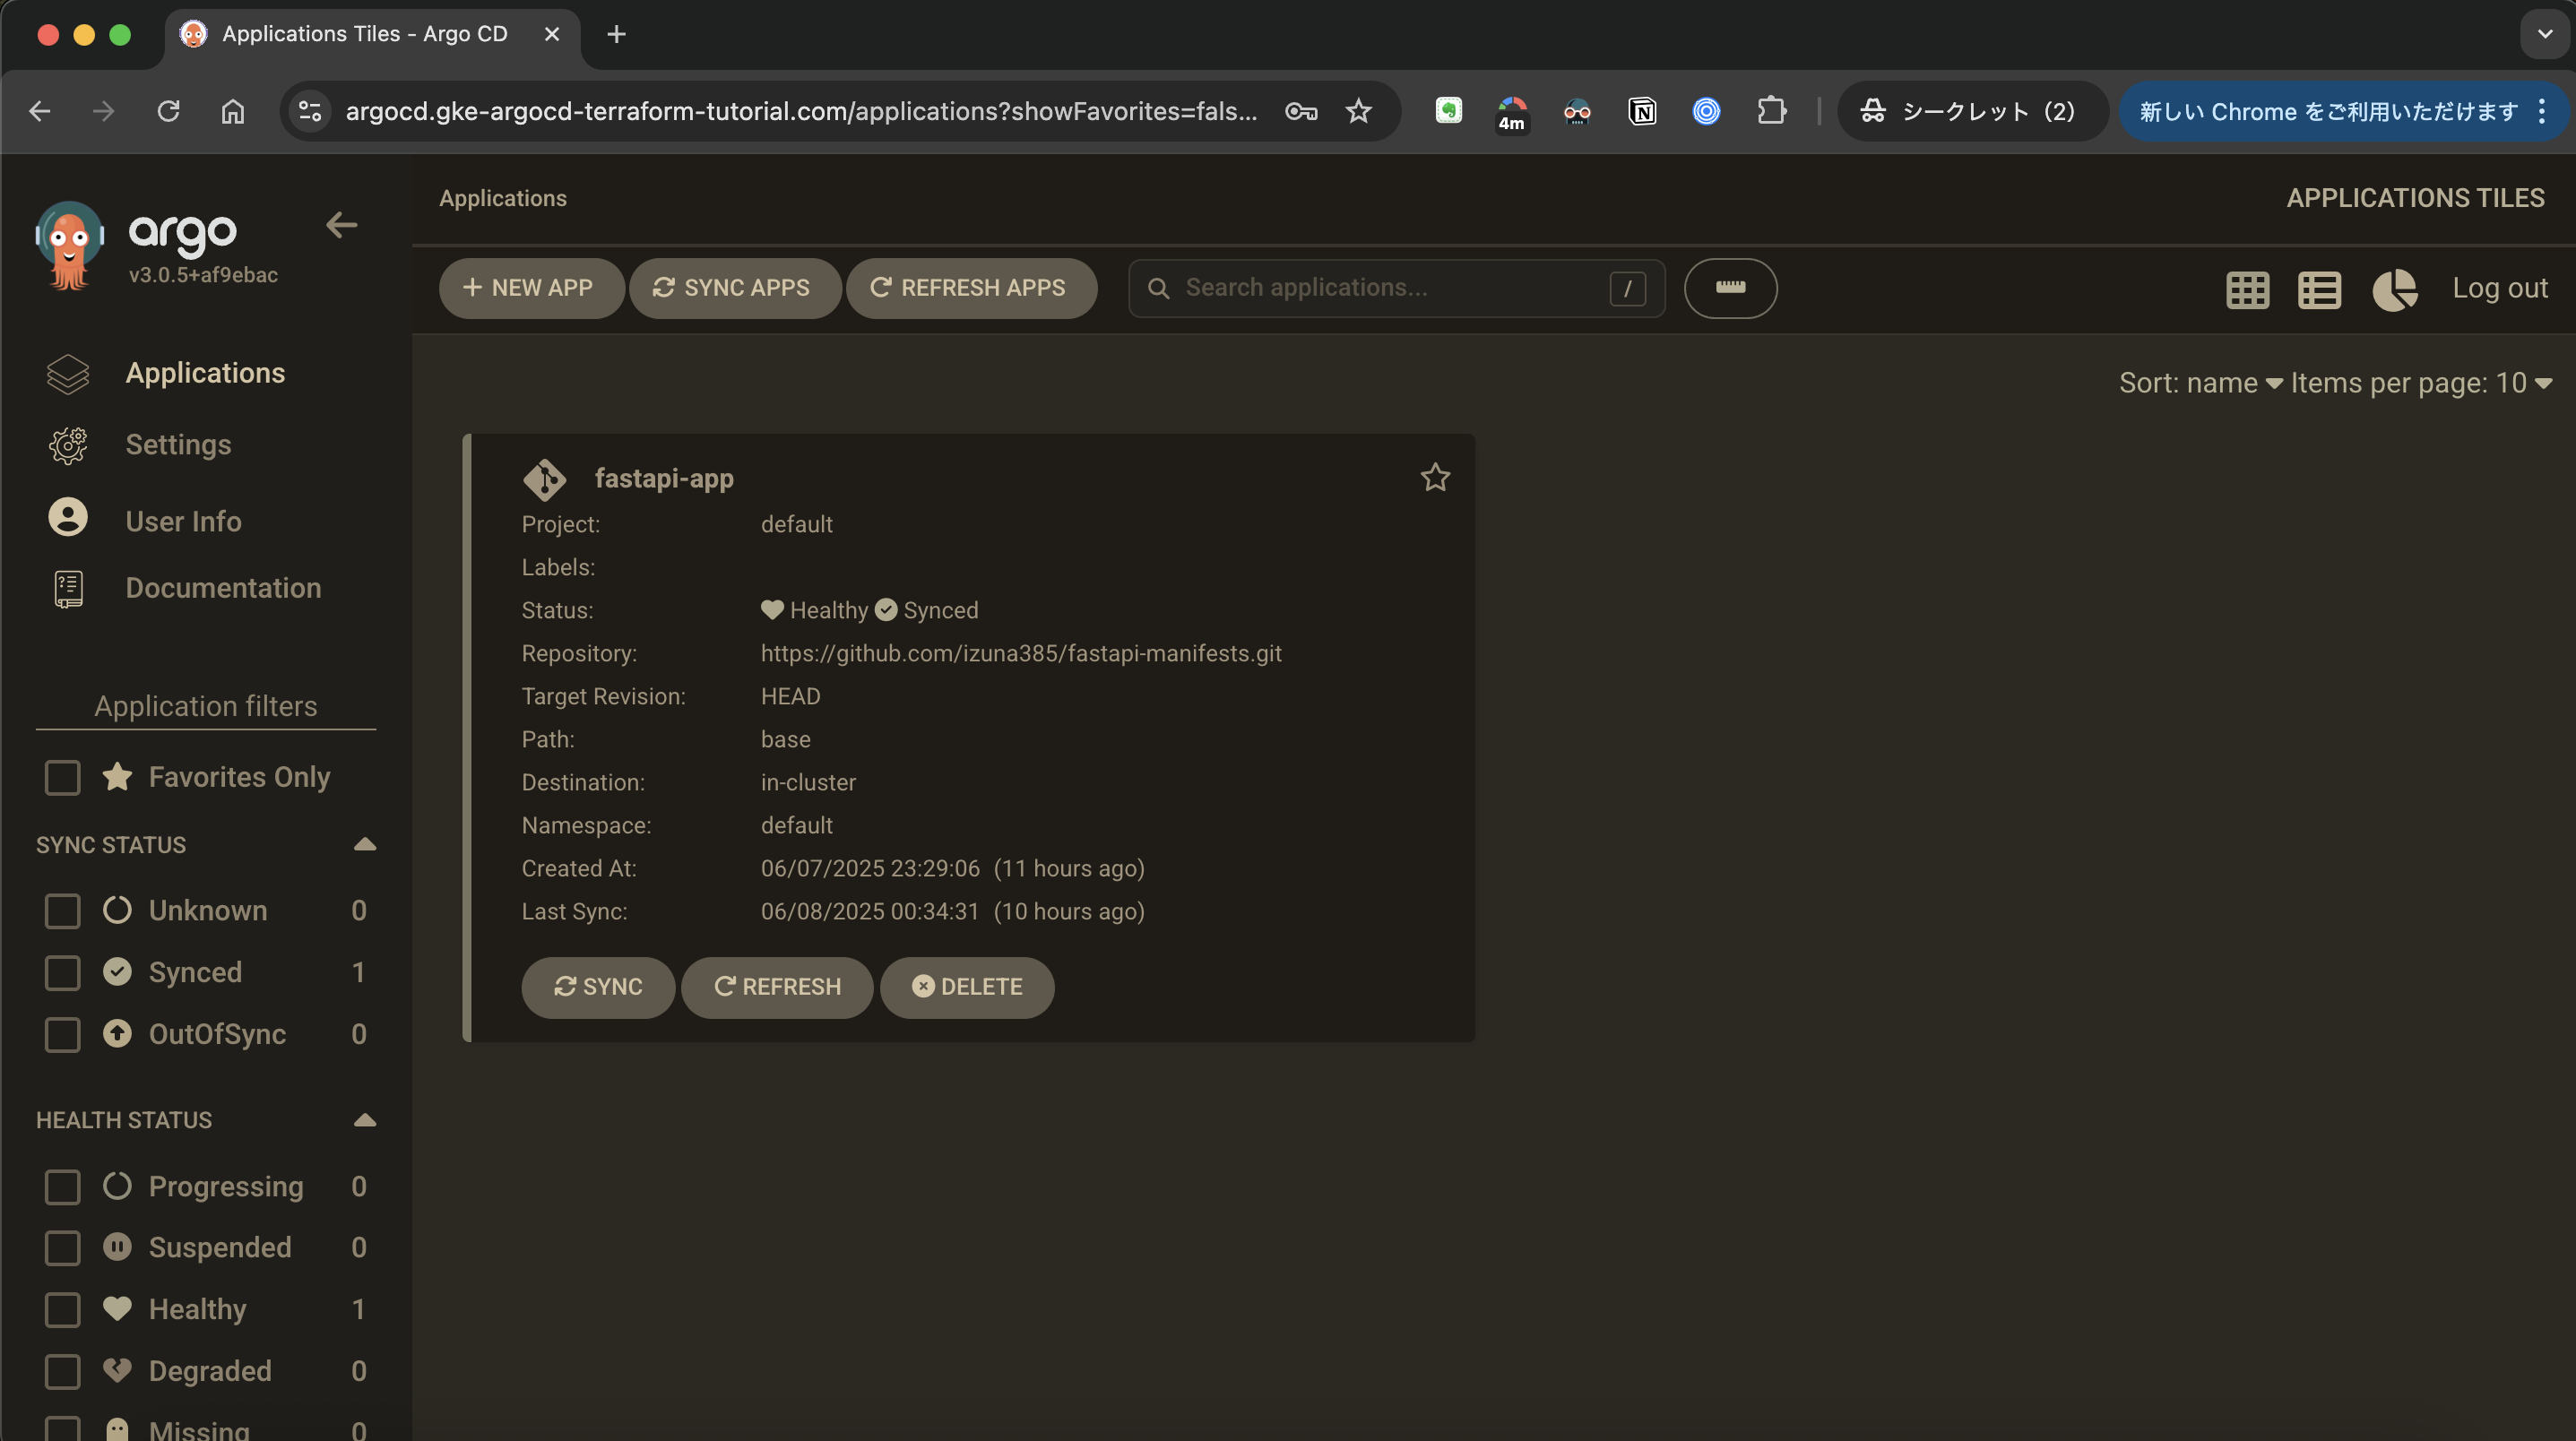 Applications Tiles - Argo CD
argocd.gke-argocd-terraform-tutorial.com/applications?showFavorites=fals...
4m
シークレット（2）
新しい Chrome をご利用いただけます
argo
v3.0.5+af9ebac
Applications
APPLICATIONS TILES
NEW APP
SYNC APPS
REFRESH APPS
Search applications...
/
Log out
Applications
Settings
User Info
Documentation
Sort: name
Items per page: 10
Application filters
Favorites Only
SYNC STATUS
Unknown 0
Synced 1
OutOfSync 0
HEALTH STATUS
Progressing 0
Suspended 0
Healthy 1
Degraded 0
Missing 0
fastapi-app
Project: default
Labels:
Status: Healthy Synced
Repository: https://github.com/izuna385/fastapi-manifests.git
Target Revision: HEAD
Path: base
Destination: in-cluster
Namespace: default
Created At: 06/07/2025 23:29:06 (11 hours ago)
Last Sync: 06/08/2025 00:34:31 (10 hours ago)
SYNC
REFRESH
DELETE